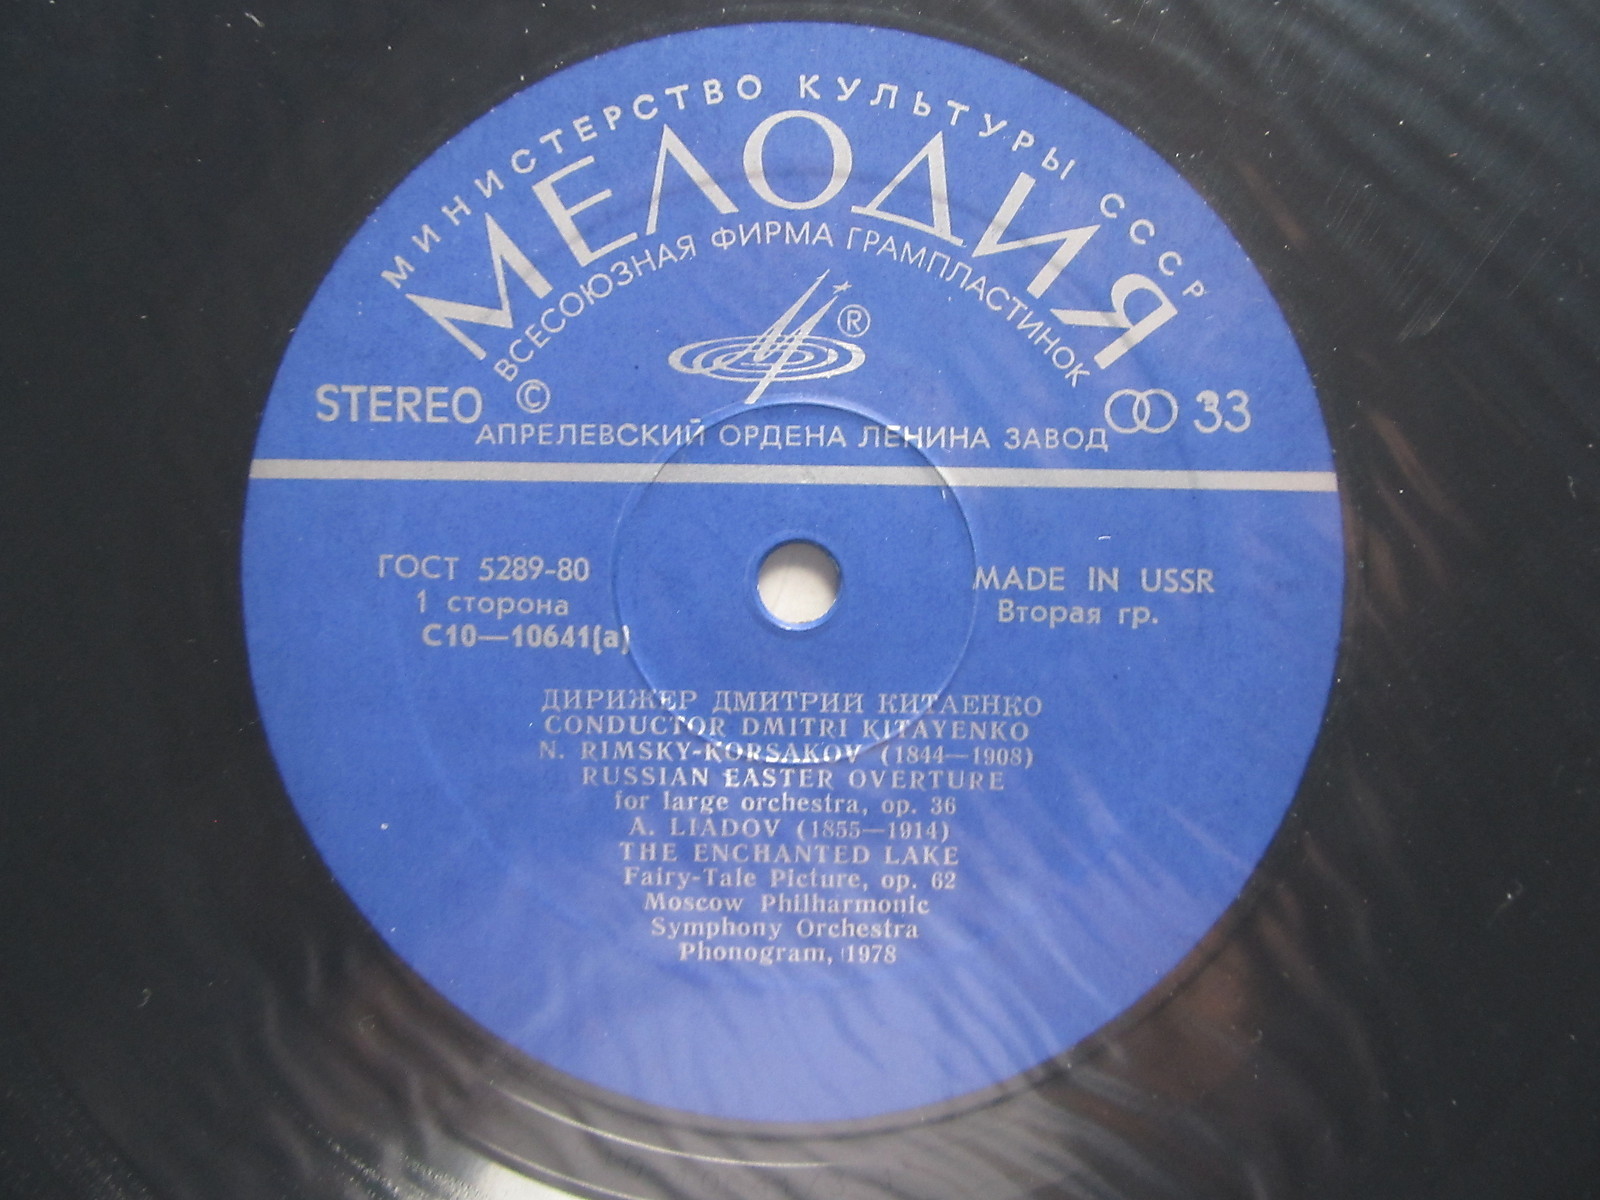 МИНИСТЕРСТВО КУЛЬТУРЫ СССР
МЕЛОДИЯ
ВСЕСОЮЗНАЯ ФИРМА ГРАМПЛАСТИНОК
®
STEREO © 33
АПРЕЛЕВСКИЙ ОРДЕНА ЛЕНИНА ЗАВОД
ГОСТ 5289-80
1 сторона
С10—10641(а)
MADE IN USSR
Вторая гр.
ДИРИЖЕР ДМИТРИЙ КИТАЕНКО
CONDUCTOR DMITRI KITAYENKO
N. RIMSKY-KORSAKOV (1844—1908)
RUSSIAN EASTER OVERTURE
for large orchestra, op. 36
A. LIADOV (1855—1914)
THE ENCHANTED LAKE
Fairy-Tale Picture, op. 62
Moscow Philharmonic
Symphony Orchestra
Phonogram, 1978